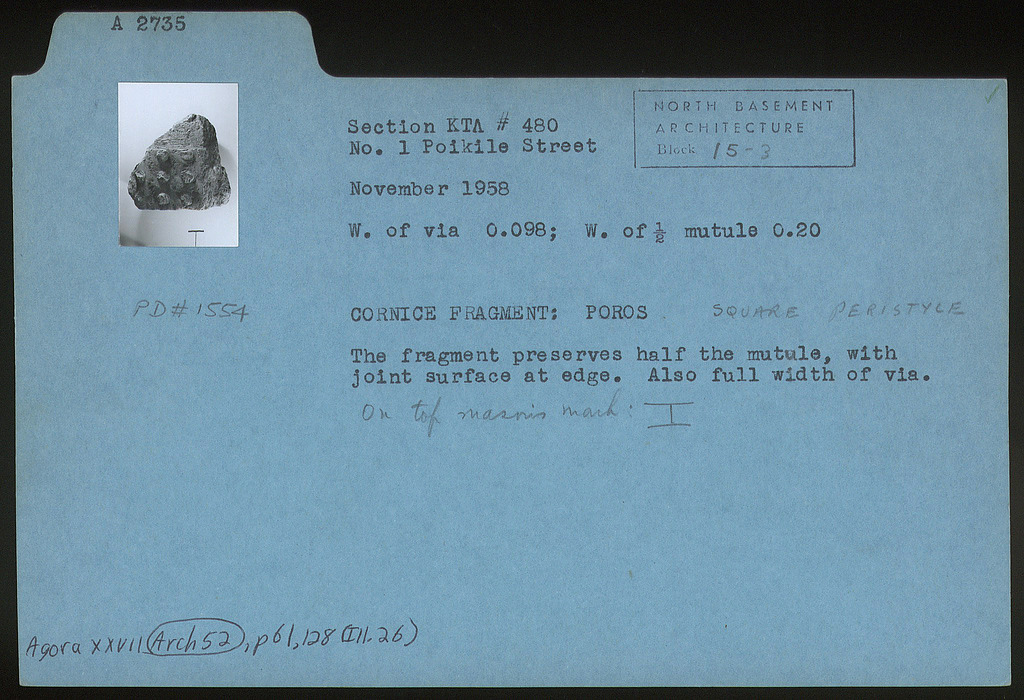 A 2735
Section KTΔ # 480
No. 1 Poikile Street
NORTH BASEMENT
ARCHITECTURE
Block 15-3
November 1958
W. of via 0.098; W. of ½ mutule 0.20
PD# 1554
CORNICE FRAGMENT: POROS. SQUARE PERISTYLE
The fragment preserves half the mutule, with
joint surface at edge. Also full width of via.
On top mason's mark: I
Agora XXVII Arch 52, p 61, 128 (Ill. 26)